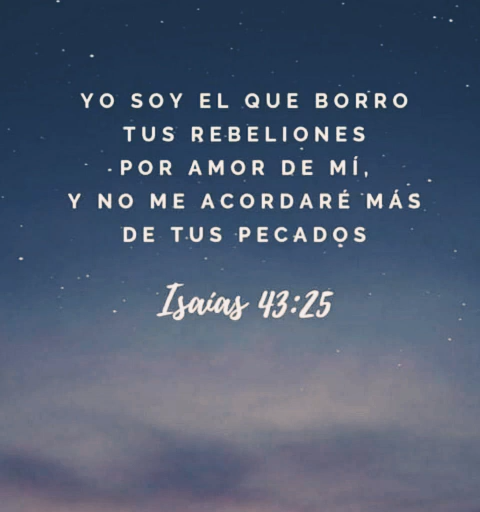 YO SOY EL QUE BORRO
TUS REBELIONES
POR AMOR DE MÍ,
Y NO ME ACORDARÉ MÁS
DE TUS PECADOS
Isaías 43:25